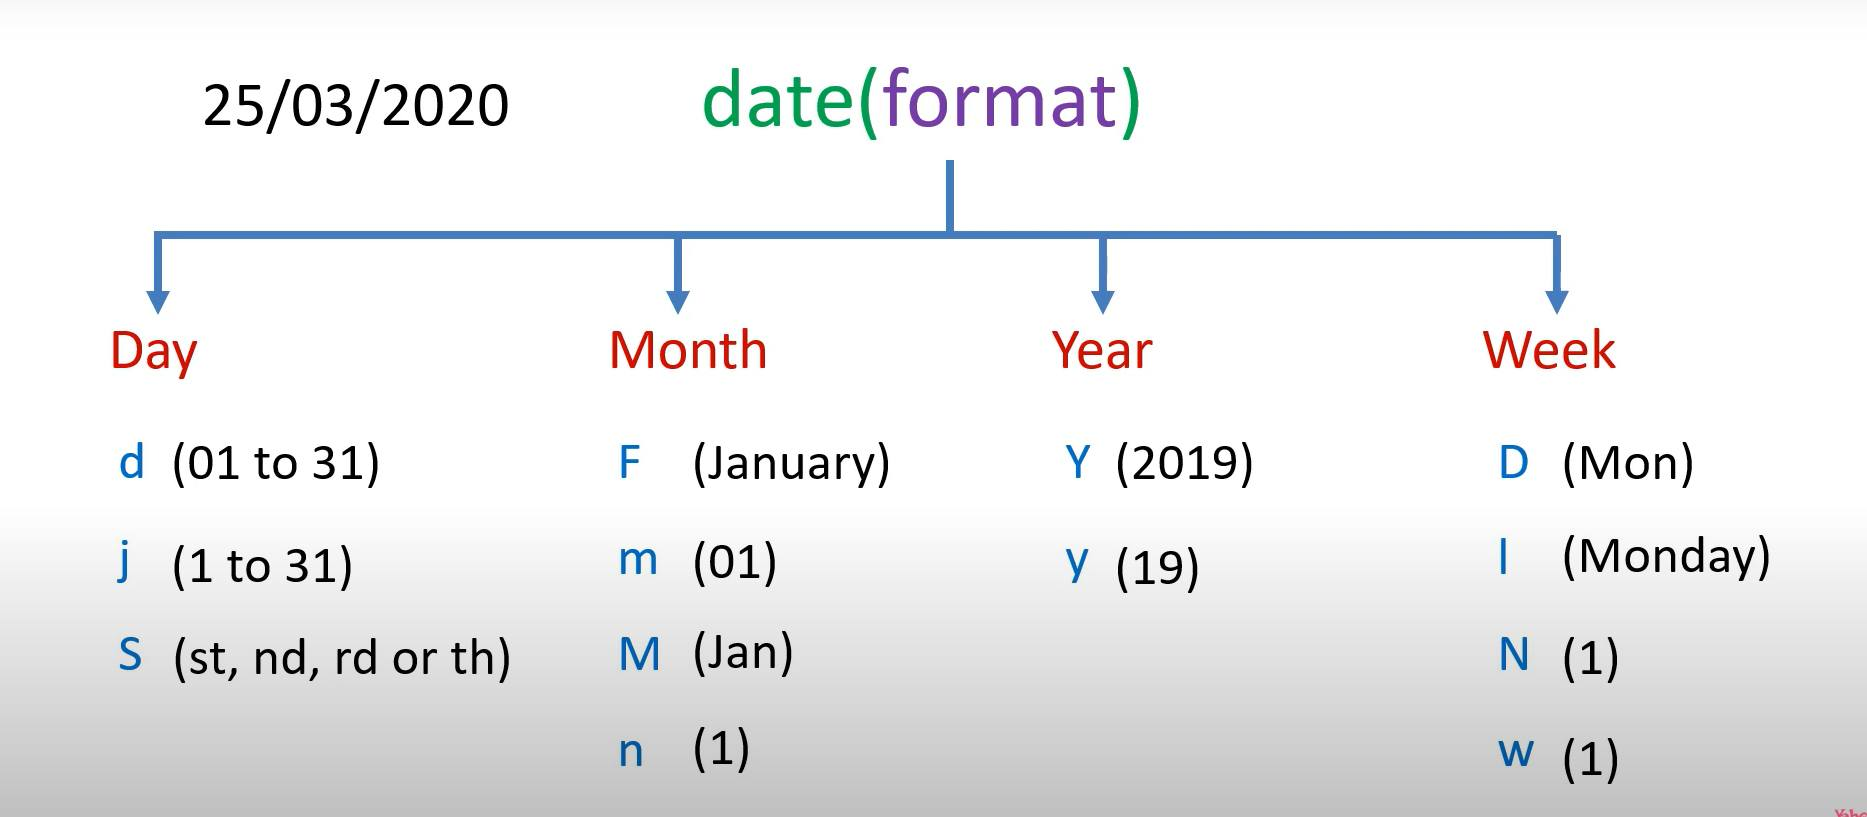 25/03/2020 date(format)
Day Month Year Week
d (01 to 31) F (January) Y (2019) D (Mon)
j (1 to 31) m (01) y (19) l (Monday)
S (st, nd, rd or th) M (Jan) N (1)
n (1) w (1)